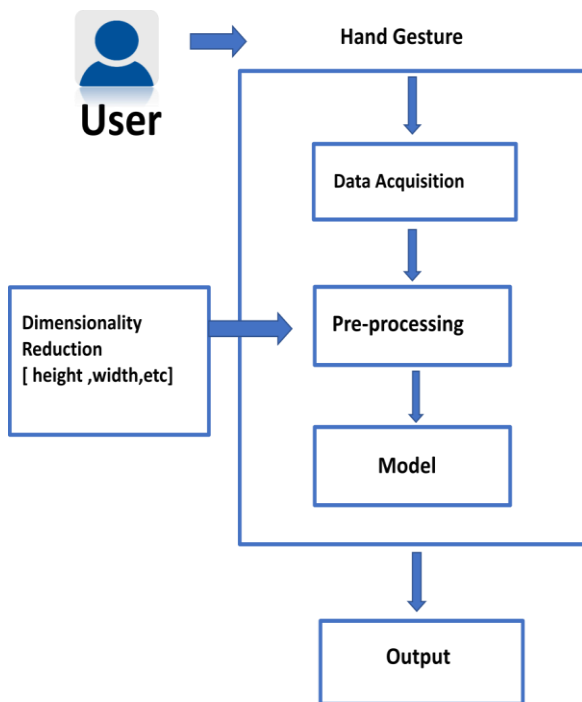 Hand Gesture
User
Data Acquisition
Dimensionality
Reduction
[ height ,width,etc]
Pre-processing
Model
Output